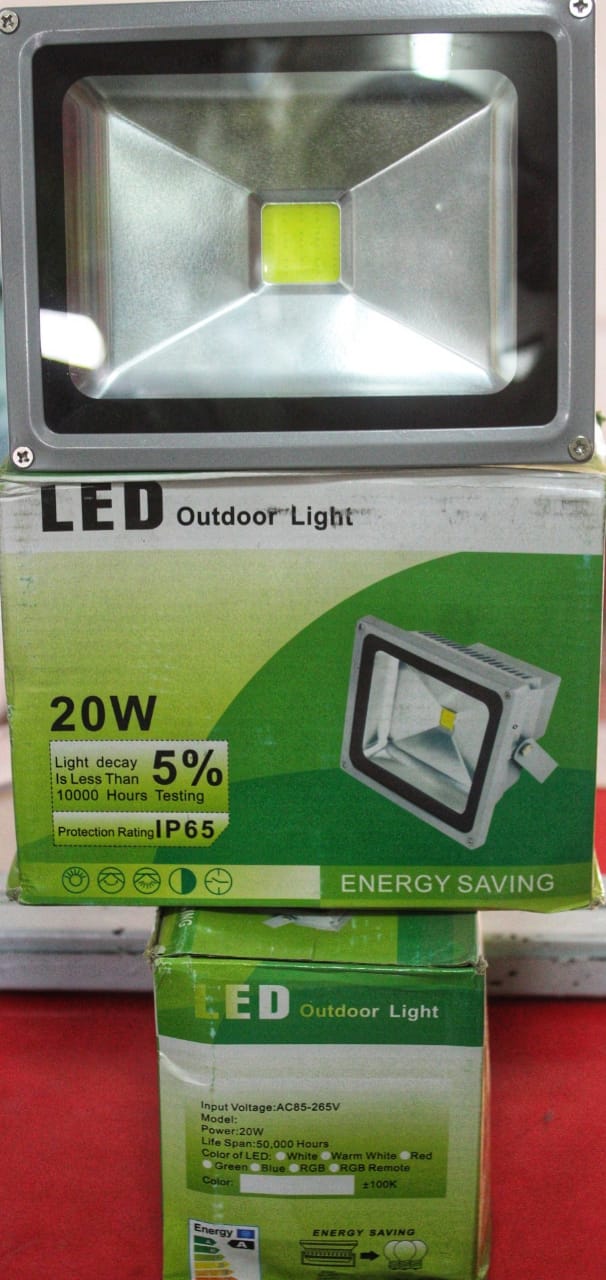 LED Outdoor Light
20W
Light decay
Is Less Than 5%
10000 Hours Testing
Protection Rating IP65
ENERGY SAVING
LED Outdoor Light
Input Voltage:AC85-265V
Model:
Power:20W
Life Span:50,000 Hours
Color of LED: White Warm White Red
Green Blue RGB RGB Remote
Color: ±100K
Energy
A
A
ENERGY SAVING